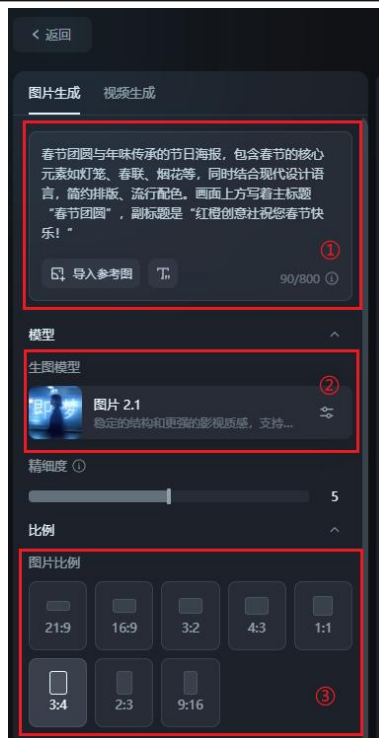 < 返回
图片生成 视频生成
春节团圆与年味传承的节日海报，包含春节的核心
元素如灯笼、春联、烟花等，同时结合现代设计语
言，简约排版、流行配色。画面上方写着主标题
“春节团圆”，副标题是“红橙创意社祝您春节快
乐！”
①
导入参考图 T 90/800
模型
生图模型
②
即梦
图片 2.1
稳定的结构和更强的影视质感，支持...
精细度
5
比例
图片比例
21:9 16:9 3:2 4:3 1:1
3:4 2:3 9:16
③